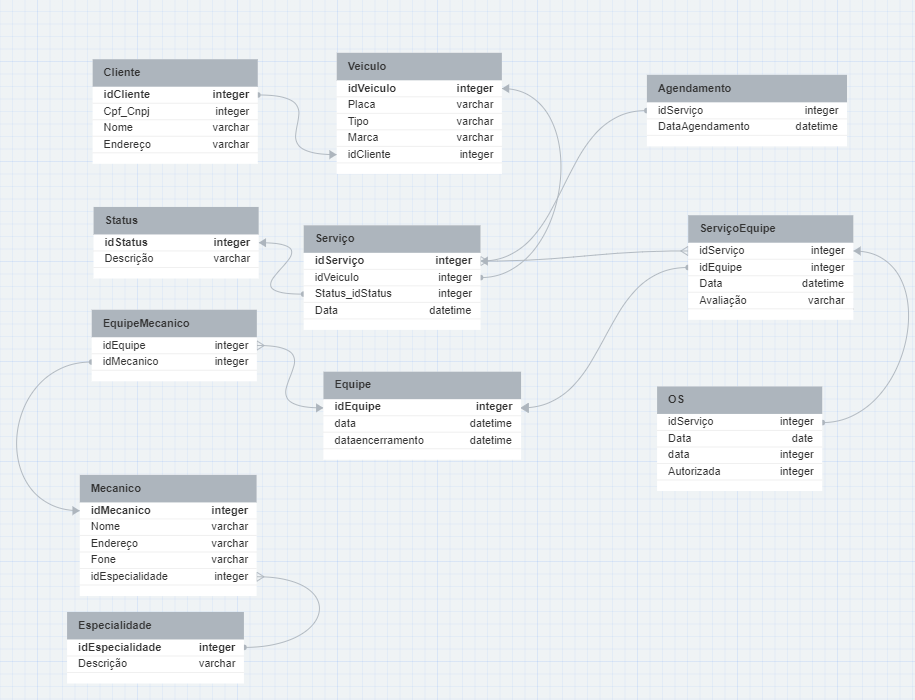 Cliente
idCliente integer
Cpf_Cnpj integer
Nome varchar
Endereço varchar
Veiculo
idVeiculo integer
Placa varchar
Tipo varchar
Marca varchar
idCliente integer
Agendamento
idServiço integer
DataAgendamento datetime
Status
idStatus integer
Descrição varchar
Serviço
idServiço integer
idVeiculo integer
Status_idStatus integer
Data datetime
ServiçoEquipe
idServiço integer
idEquipe integer
Data datetime
Avaliação varchar
EquipeMecanico
idEquipe integer
idMecanico integer
Equipe
idEquipe integer
data datetime
dataencerramento datetime
OS
idServiço integer
Data date
data integer
Autorizada integer
Mecanico
idMecanico integer
Nome varchar
Endereço varchar
Fone varchar
idEspecialidade integer
Especialidade
idEspecialidade integer
Descrição varchar